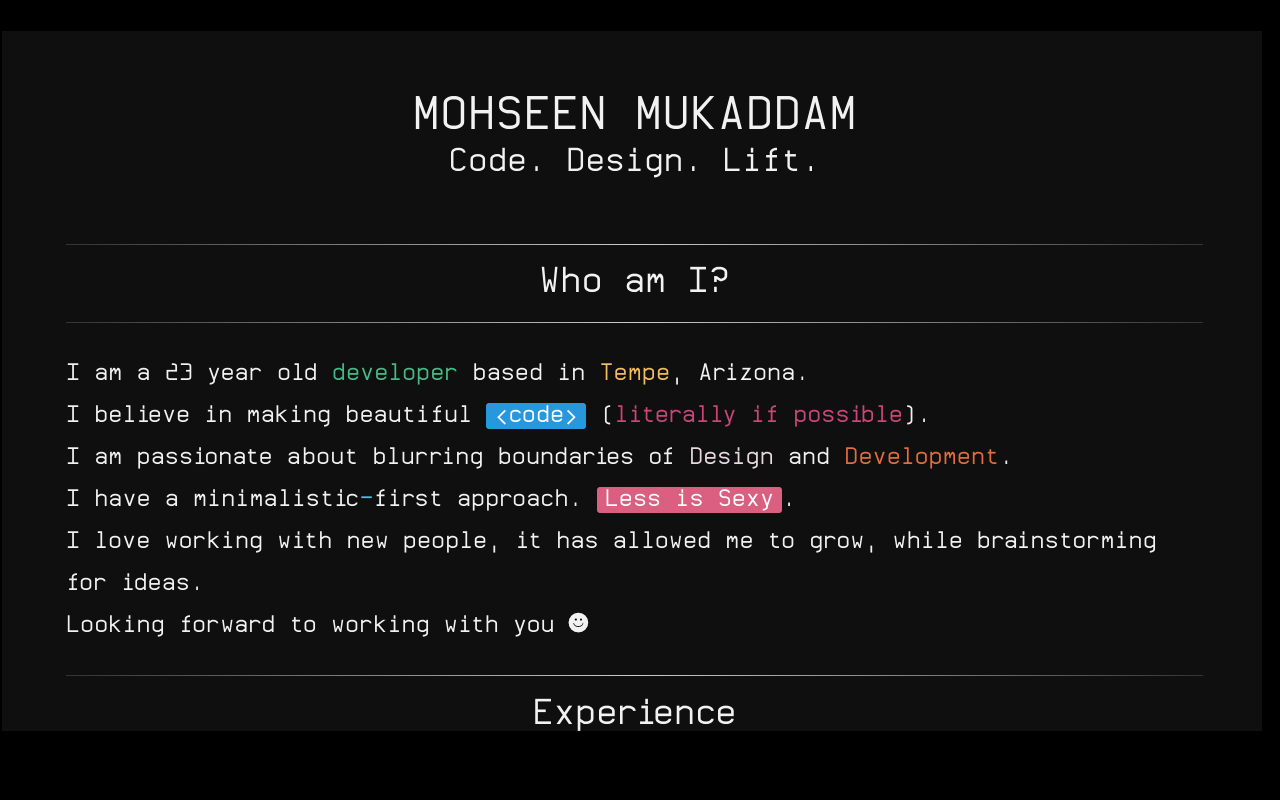 MOHSEEN MUKADDAM
Code. Design. Lift.
Who am I?
I am a 23 year old developer based in Tempe, Arizona.
I believe in making beautiful <code> (literally if possible).
I am passionate about blurring boundaries of Design and Development.
I have a minimalistic-first approach. Less is Sexy.
I love working with new people, it has allowed me to grow, while brainstorming
for ideas.
Looking forward to working with you ☻
Experience